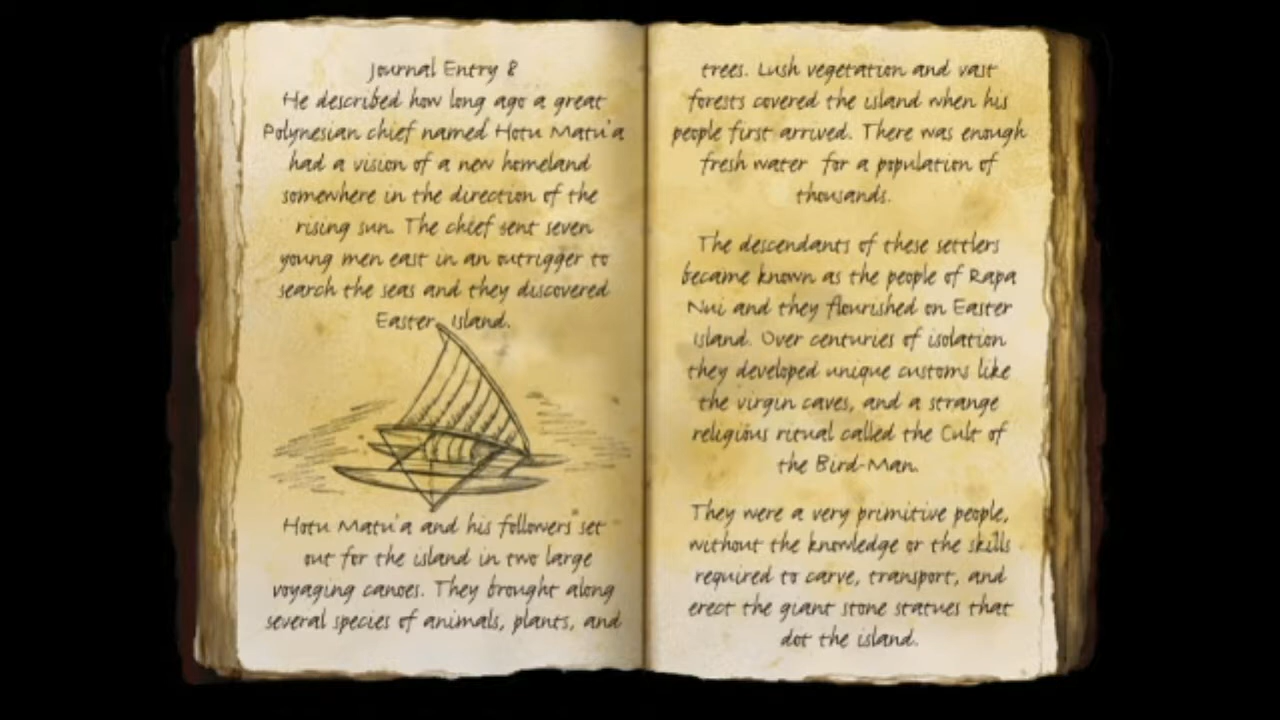 Journal Entry 8
He described how long ago a great
Polynesian chief named Hotu Matu'a
had a vision of a new homeland
somewhere in the direction of the
rising sun. The chief sent seven
young men east in an outrigger to
search the seas and they discovered
Easter Island.
Hotu Matu'a and his followers set
out for the island in two large
voyaging canoes. They brought along
several species of animals, plants, and
trees. Lush vegetation and vast
forests covered the island when his
people first arrived. There was enough
fresh water for a population of
thousands.
The descendants of these settlers
became known as the people of Rapa
Nui and they flourished on Easter
Island. Over centuries of isolation
they developed unique customs like
the virgin caves, and a strange
religious ritual called the Cult of
the Bird-Man.
They were a very primitive people,
without the knowledge or the skills
required to carve, transport, and
erect the giant stone statues that
dot the island.